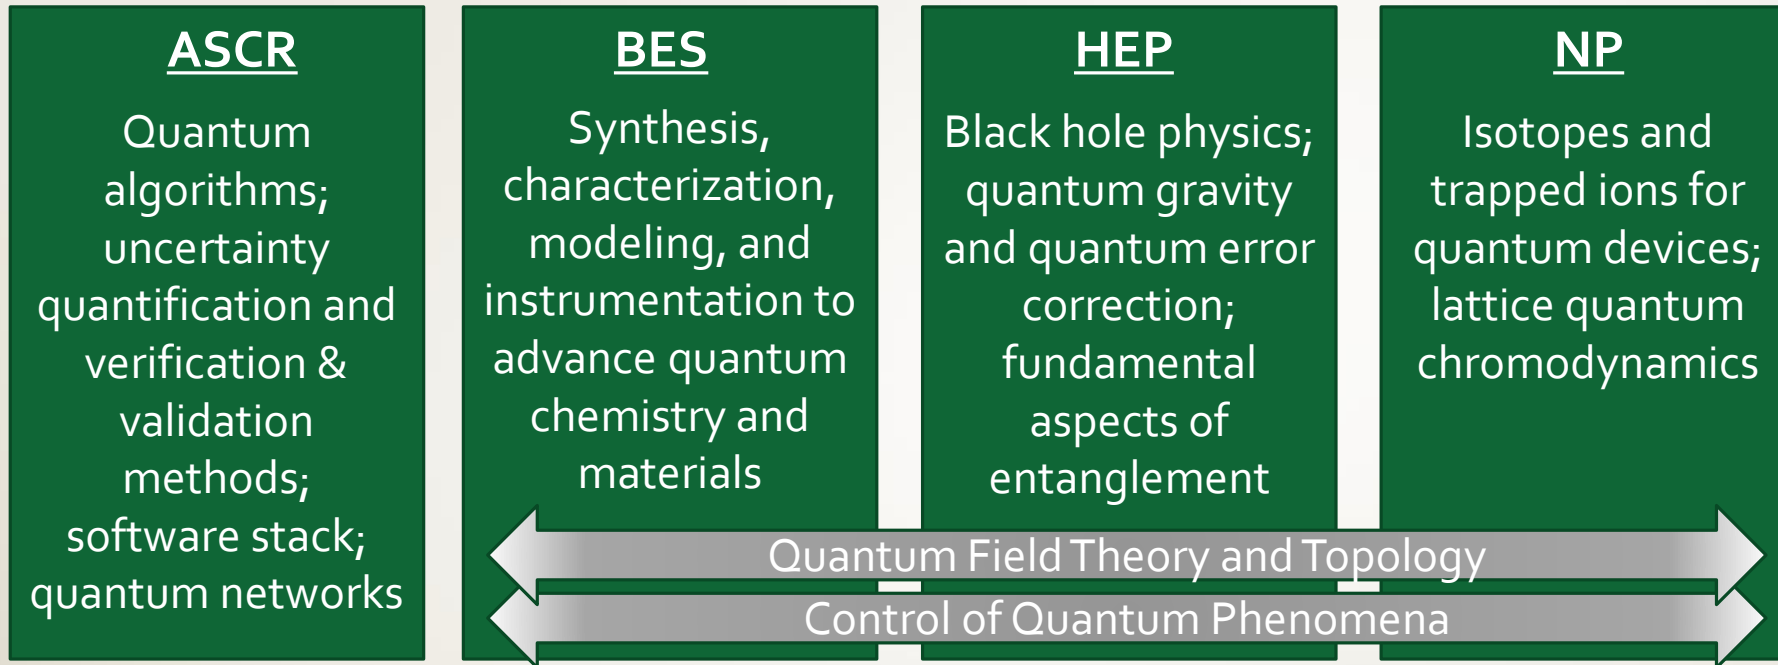 ASCR
Quantum
algorithms;
uncertainty
quantification and
verification &
validation
methods;
software stack;
quantum networks
BES
Synthesis,
characterization,
modeling, and
instrumentation to
advance quantum
chemistry and
materials
HEP
Black hole physics;
quantum gravity
and quantum error
correction;
fundamental
aspects of
entanglement
NP
Isotopes and
trapped ions for
quantum devices;
lattice quantum
chromodynamics
Quantum Field Theory and Topology
Control of Quantum Phenomena